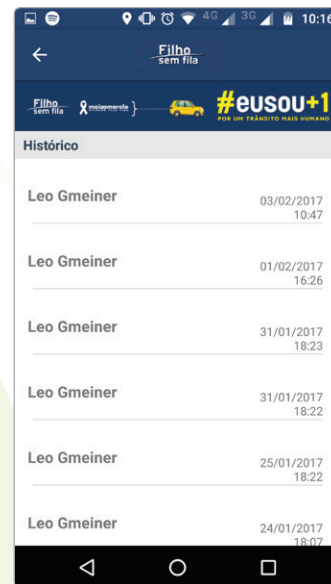 4G 3G 10:16
Filho
sem fila
Filho
sem fila
maisamando }
#eusou+1
POR UM TRÂNSITO MAIS HUMANO
Histórico
Leo Gmeiner
03/02/2017
10:47
Leo Gmeiner
01/02/2017
16:26
Leo Gmeiner
31/01/2017
18:23
Leo Gmeiner
31/01/2017
18:22
Leo Gmeiner
25/01/2017
18:22
Leo Gmeiner
24/01/2017
18:07